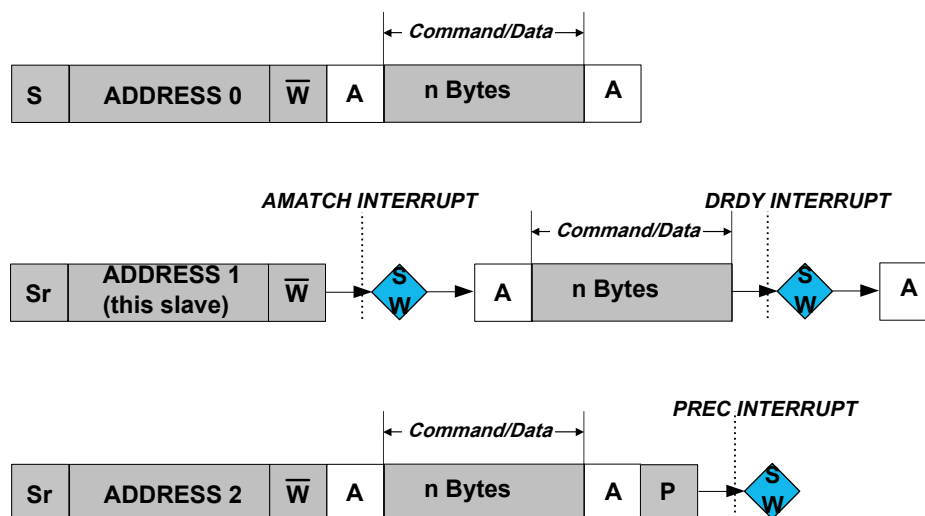 Command/Data
S ADDRESS 0 W A n Bytes A
AMATCH INTERRUPT DRDY INTERRUPT
Command/Data
Sr ADDRESS 1 (this slave) W S W A n Bytes S W A
PREC INTERRUPT
Command/Data
Sr ADDRESS 2 W A n Bytes A P S W